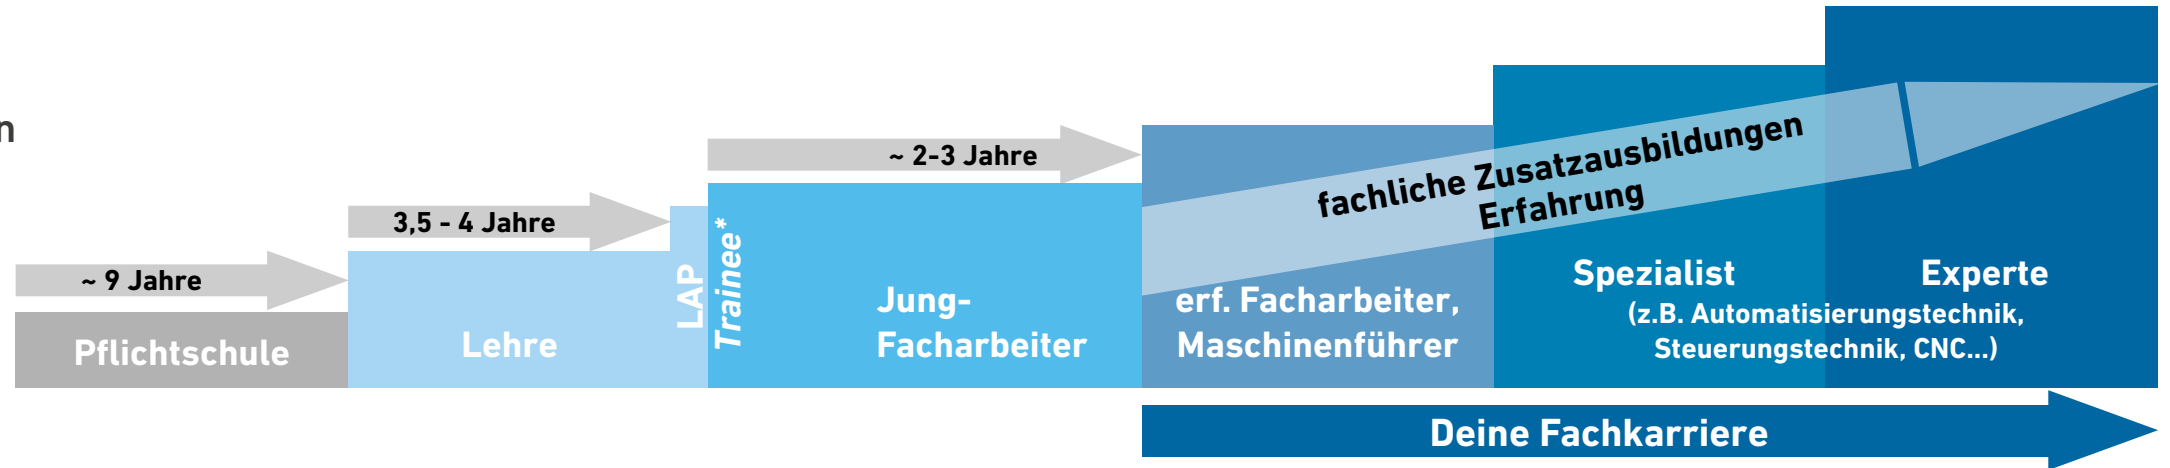 n
~ 9 Jahre
Pflichtschule
3,5 - 4 Jahre
Lehre
LAP
Trainee*
~ 2-3 Jahre
Jung-
Facharbeiter
erf. Facharbeiter,
Maschinenführer
fachliche Zusatzausbildungen
Erfahrung
Spezialist
Experte
(z.B. Automatisierungstechnik,
Steuerungstechnik, CNC...)
Deine Fachkarriere